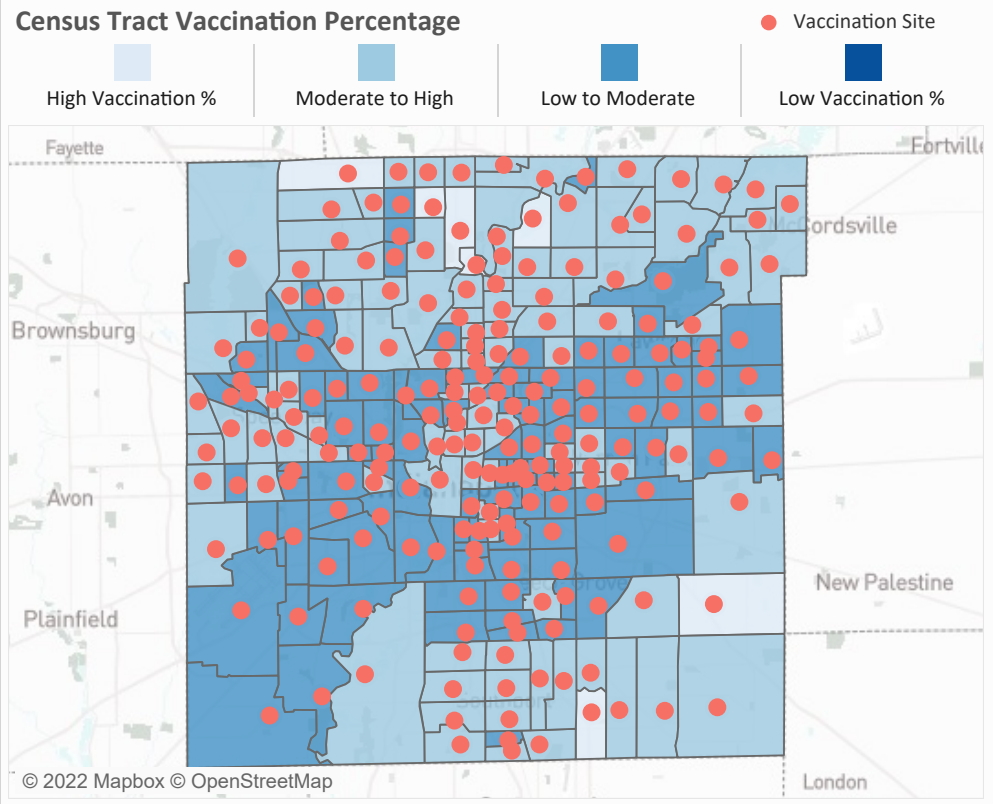 Census Tract Vaccination Percentage
Vaccination Site
High Vaccination %
Moderate to High
Low to Moderate
Low Vaccination %
Fayette
Fortville
McCordsville
Brownsburg
Avon
New Palestine
Plainfield
Southport
London
© 2022 Mapbox © OpenStreetMap